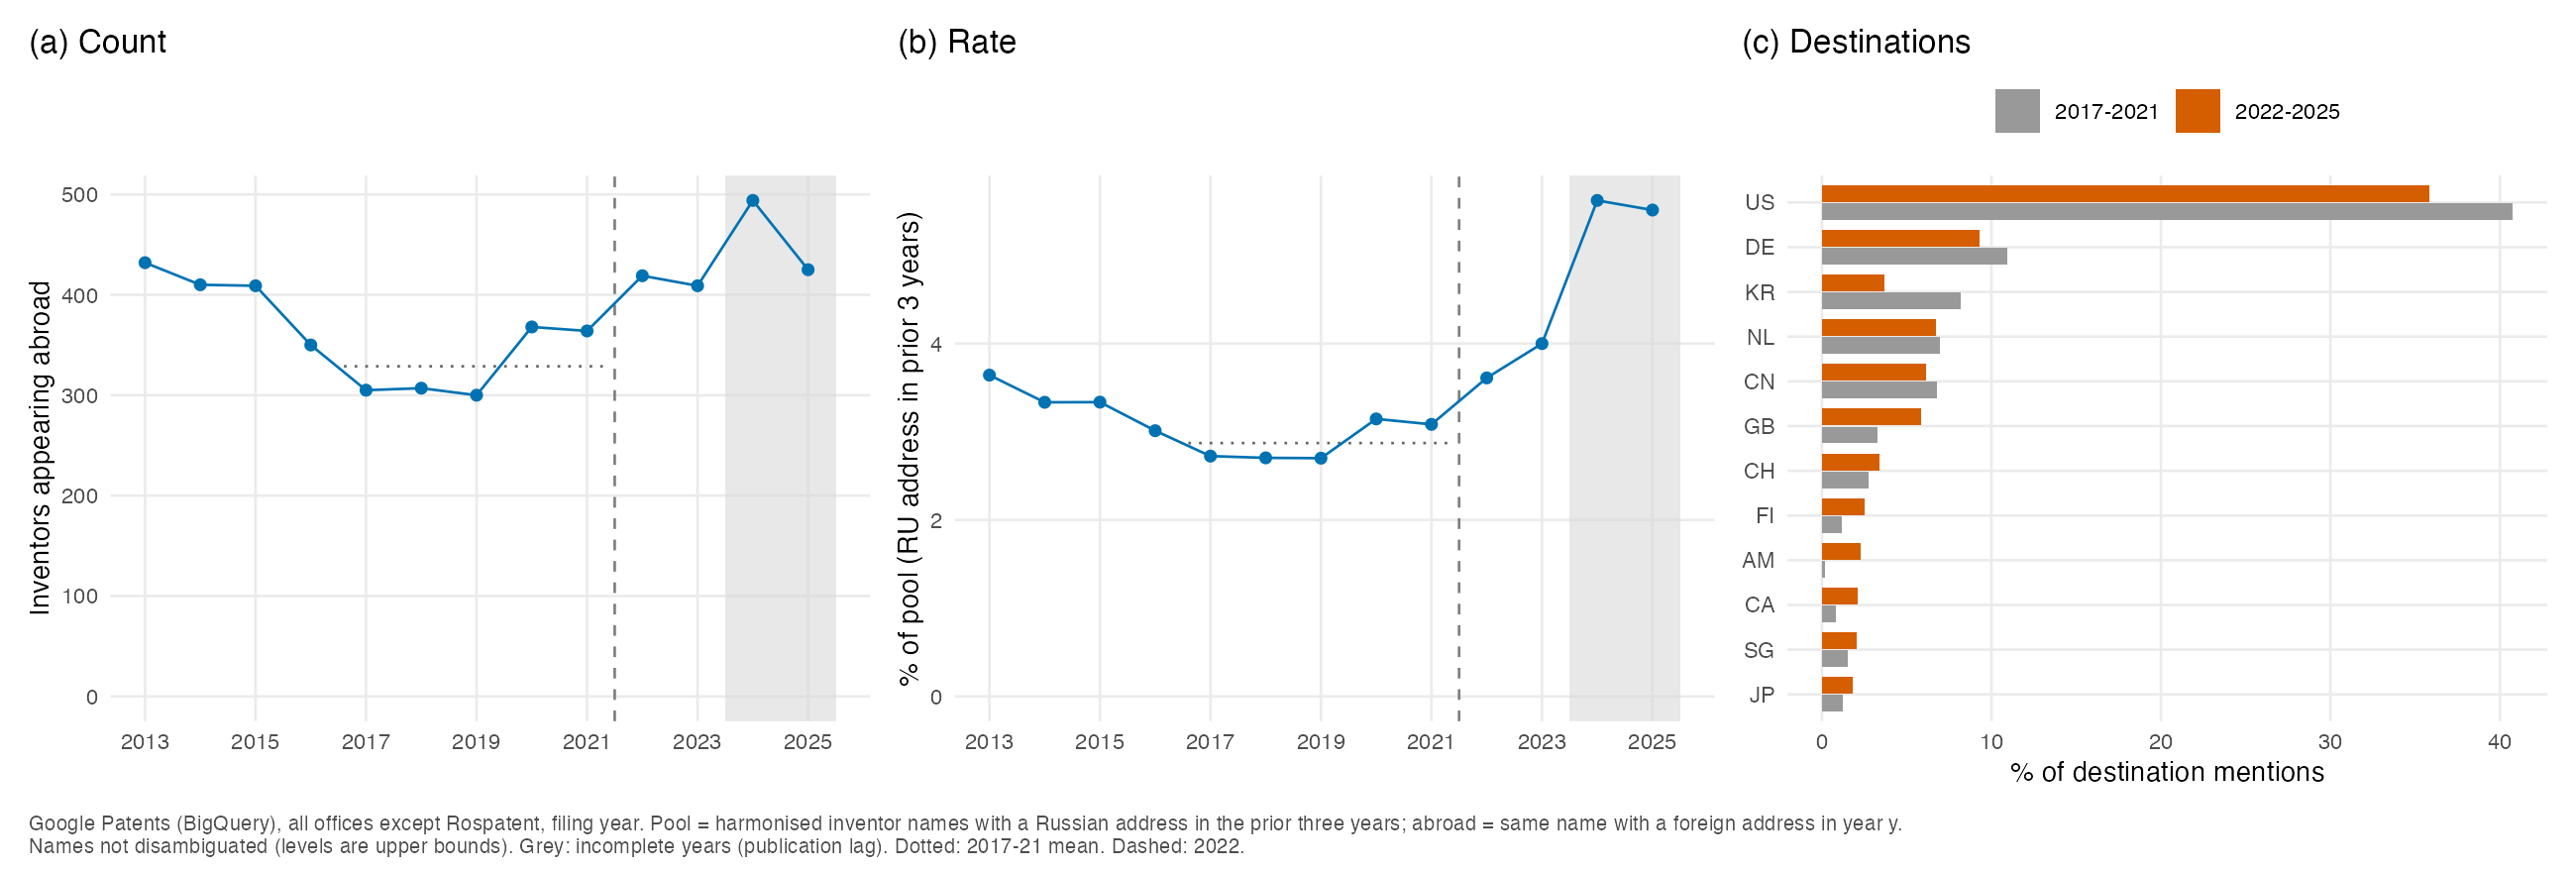 (a) Count
Inventors appearing abroad
500
400
300
200
100
0
2013 2015 2017 2019 2021 2023 2025
(b) Rate
% of pool (RU address in prior 3 years)
4
2
0
2013 2015 2017 2019 2021 2023 2025
(c) Destinations
2017-2021 2022-2025
US
DE
KR
NL
CN
GB
CH
FI
AM
CA
SG
JP
0 10 20 30 40
% of destination mentions
Google Patents (BigQuery), all offices except Rospatent, filing year. Pool = harmonised inventor names with a Russian address in the prior three years; abroad = same name with a foreign address in year y.
Names not disambiguated (levels are upper bounds). Grey: incomplete years (publication lag). Dotted: 2017-21 mean. Dashed: 2022.